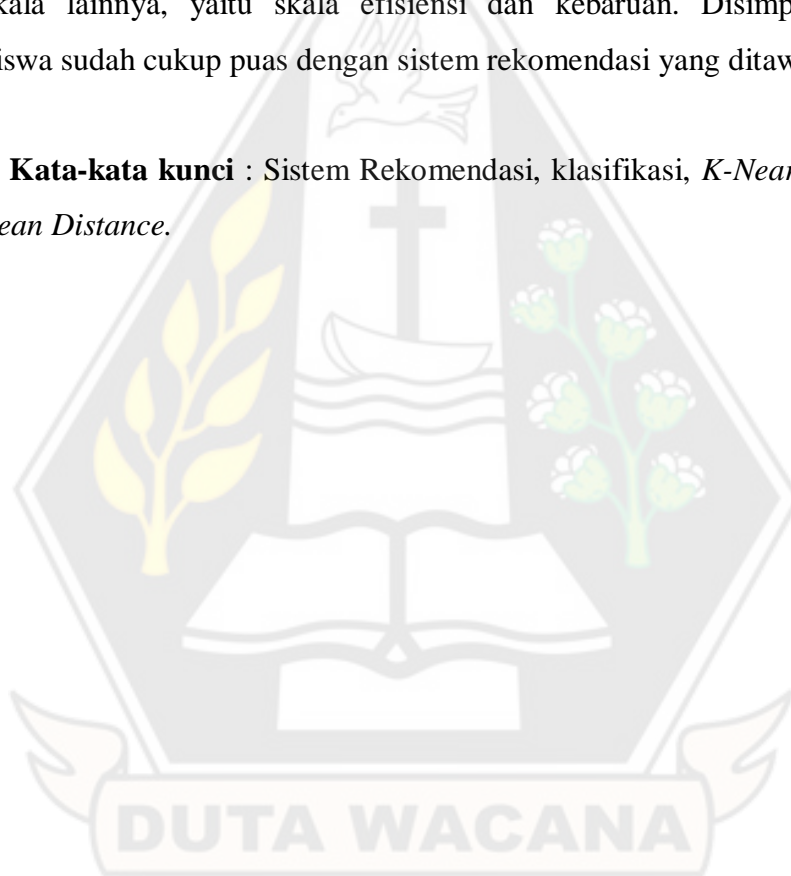 kala lainnya, yaitu skala efisiensi dan kebaruan. Disimp
iswa sudah cukup puas dengan sistem rekomendasi yang ditaw
Kata-kata kunci : Sistem Rekomendasi, klasifikasi, K-Near
ean Distance.
DUTA WACANA